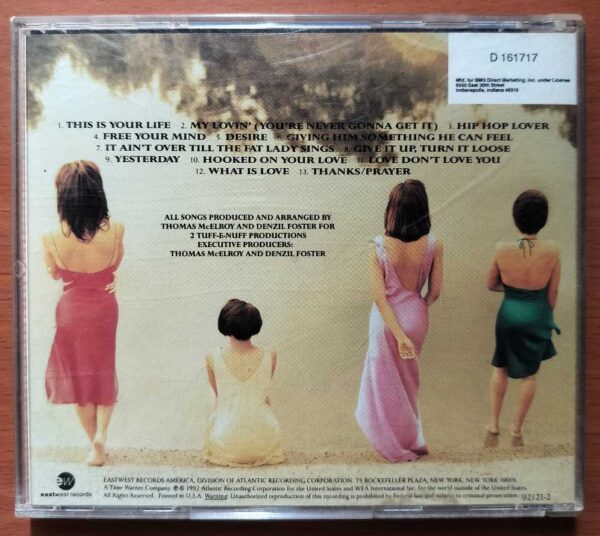 D 161717
Mfd. for BMG Direct Marketing, Inc. under License
6550 East 30th Street
Indianapolis, Indiana 46219
1. THIS IS YOUR LIFE 2. MY LOVIN' (YOU'RE NEVER GONNA GET IT) 3. HIP HOP LOVER
4. FREE YOUR MIND 5. DESIRE 6. GIVING HIM SOMETHING HE CAN FEEL
7. IT AIN'T OVER TILL THE FAT LADY SINGS 8. GIVE IT UP, TURN IT LOOSE
9. YESTERDAY 10. HOOKED ON YOUR LOVE 11. LOVE DON'T LOVE YOU
12. WHAT IS LOVE 13. THANKS/PRAYER
ALL SONGS PRODUCED AND ARRANGED BY
THOMAS McELROY AND DENZIL FOSTER FOR
2 TUFF-E-NUFF PRODUCTIONS
EXECUTIVE PRODUCERS:
THOMAS McELROY AND DENZIL FOSTER
ew
eastwest records
EASTWEST RECORDS AMERICA, DIVISION OF ATLANTIC RECORDING CORPORATION. 75 ROCKEFELLER PLAZA, NEW YORK, NEW YORK 10019.
A Time Warner Company. ℗ © 1992 Atlantic Recording Corporation for the United States and WEA International Inc. for the world outside of the United States.
All Rights Reserved. Printed in U.S.A. Warning: Unauthorized reproduction of this recording is prohibited by Federal law and subject to criminal prosecution.
92121-2